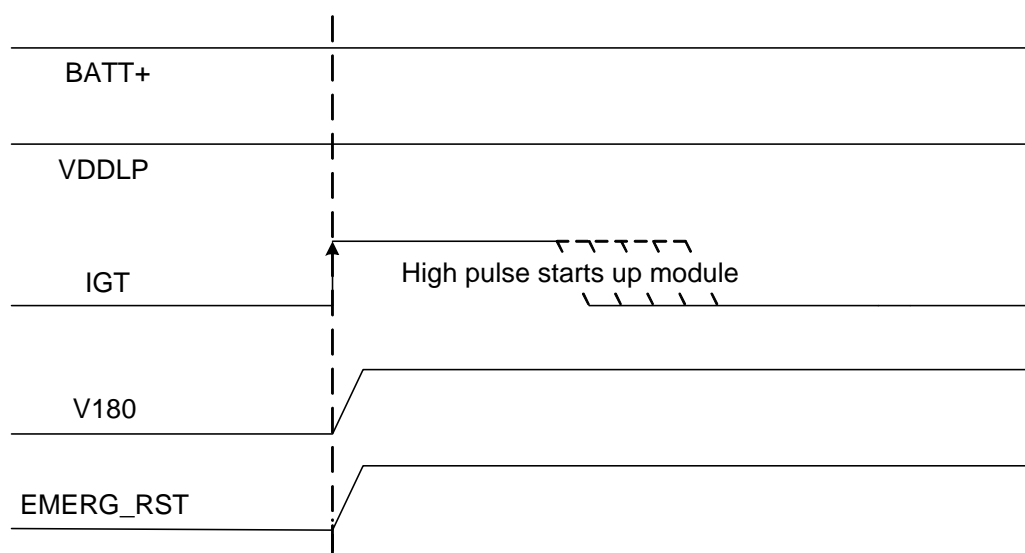 BATT+
VDDLP
IGT
High pulse starts up module
V180
EMERG_RST